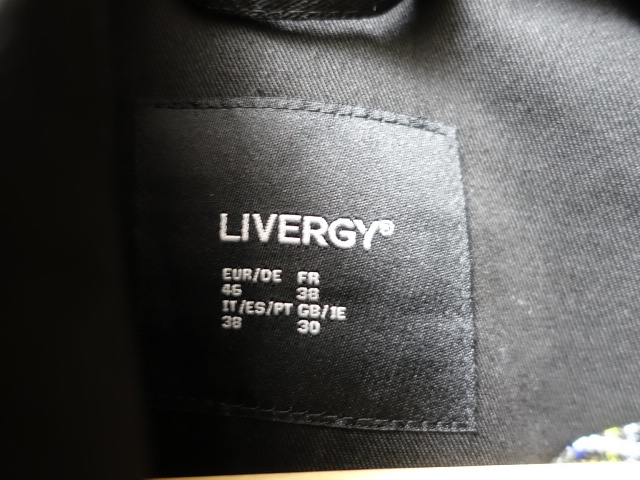 LIVERGY®
EUR/DE FR
46 38
IT/ES/PT GB/IE
38 30